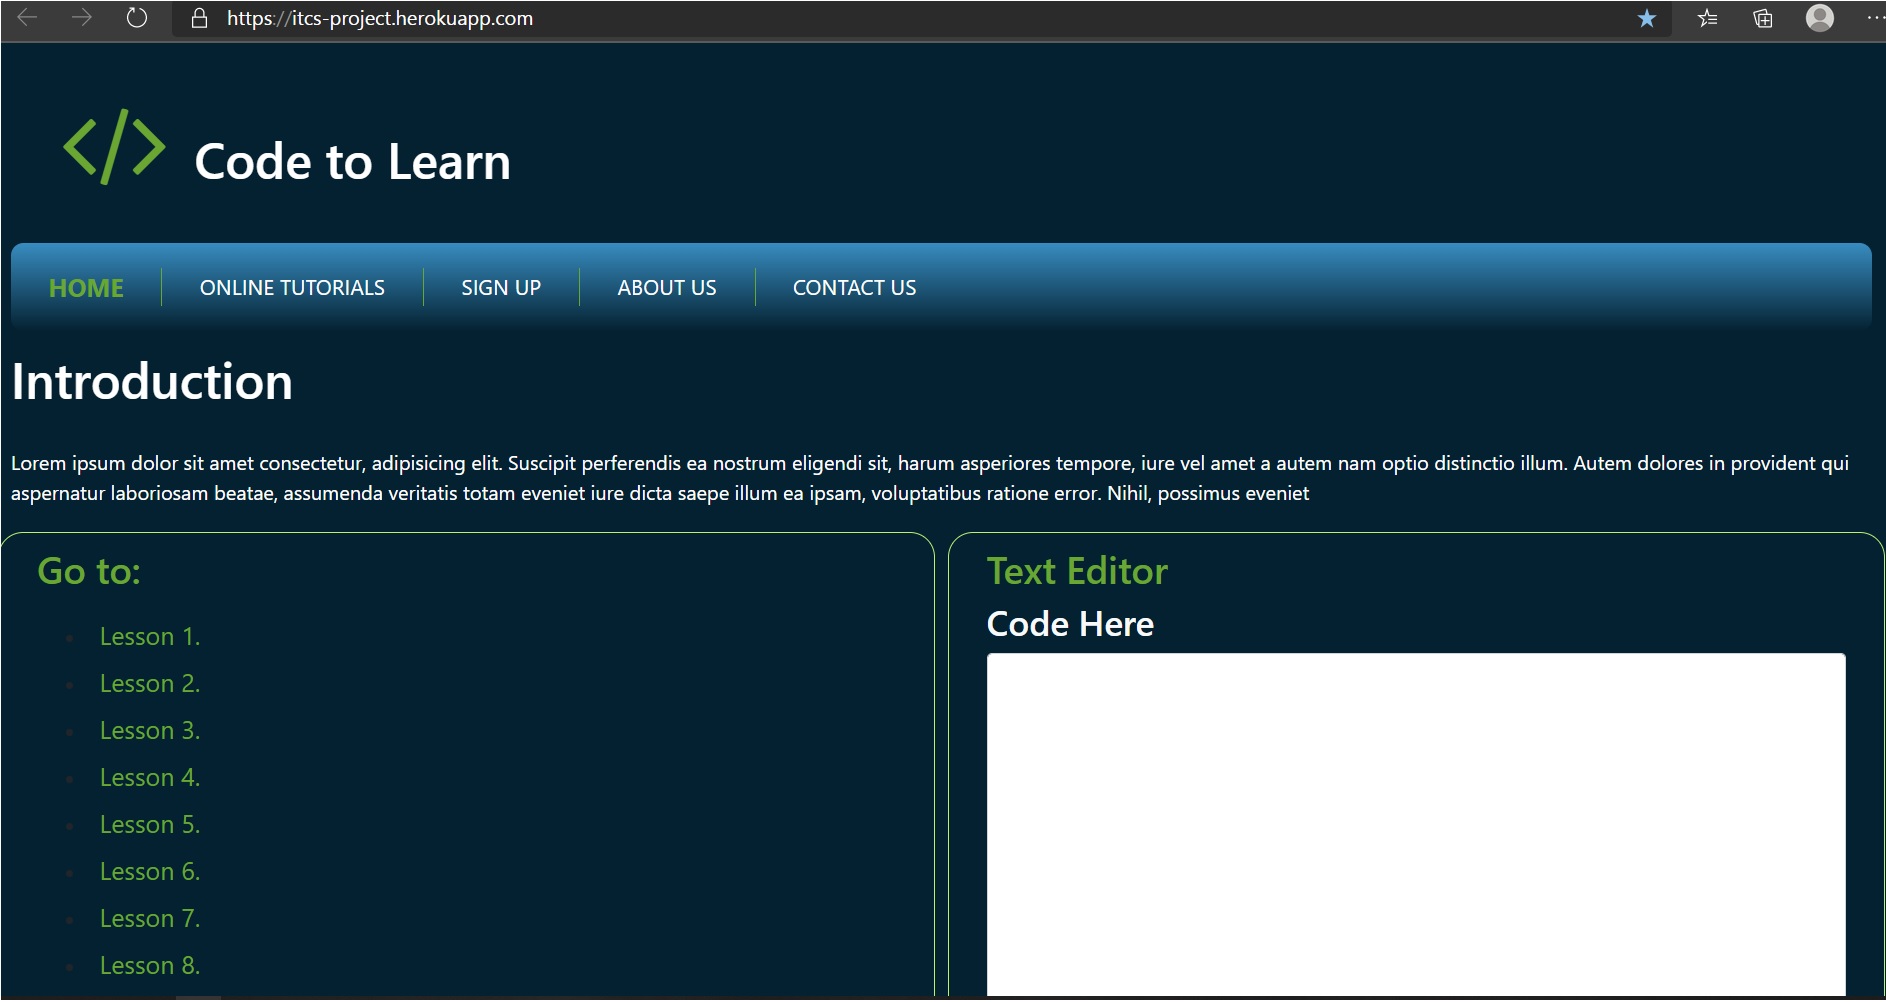 https://itcs-project.herokuapp.com
</> Code to Learn
HOME
ONLINE TUTORIALS
SIGN UP
ABOUT US
CONTACT US
Introduction
Lorem ipsum dolor sit amet consectetur, adipisicing elit. Suscipit perferendis ea nostrum eligendi sit, harum asperiores tempore, iure vel amet a autem nam optio distinctio illum. Autem dolores in provident qui
aspernatur laboriosam beatae, assumenda veritatis totam eveniet iure dicta saepe illum ea ipsam, voluptatibus ratione error. Nihil, possimus eveniet
Go to:
Lesson 1.
Lesson 2.
Lesson 3.
Lesson 4.
Lesson 5.
Lesson 6.
Lesson 7.
Lesson 8.
Text Editor
Code Here